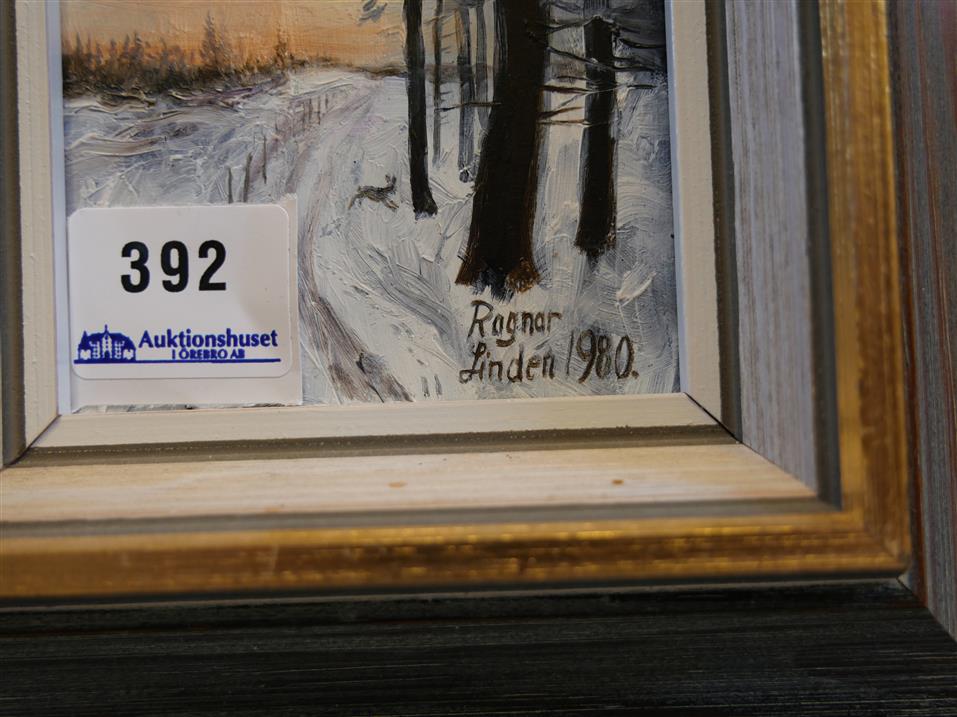 392
Auktionshuset
I ÖREBRO AB
Ragnar
Linden 1980.